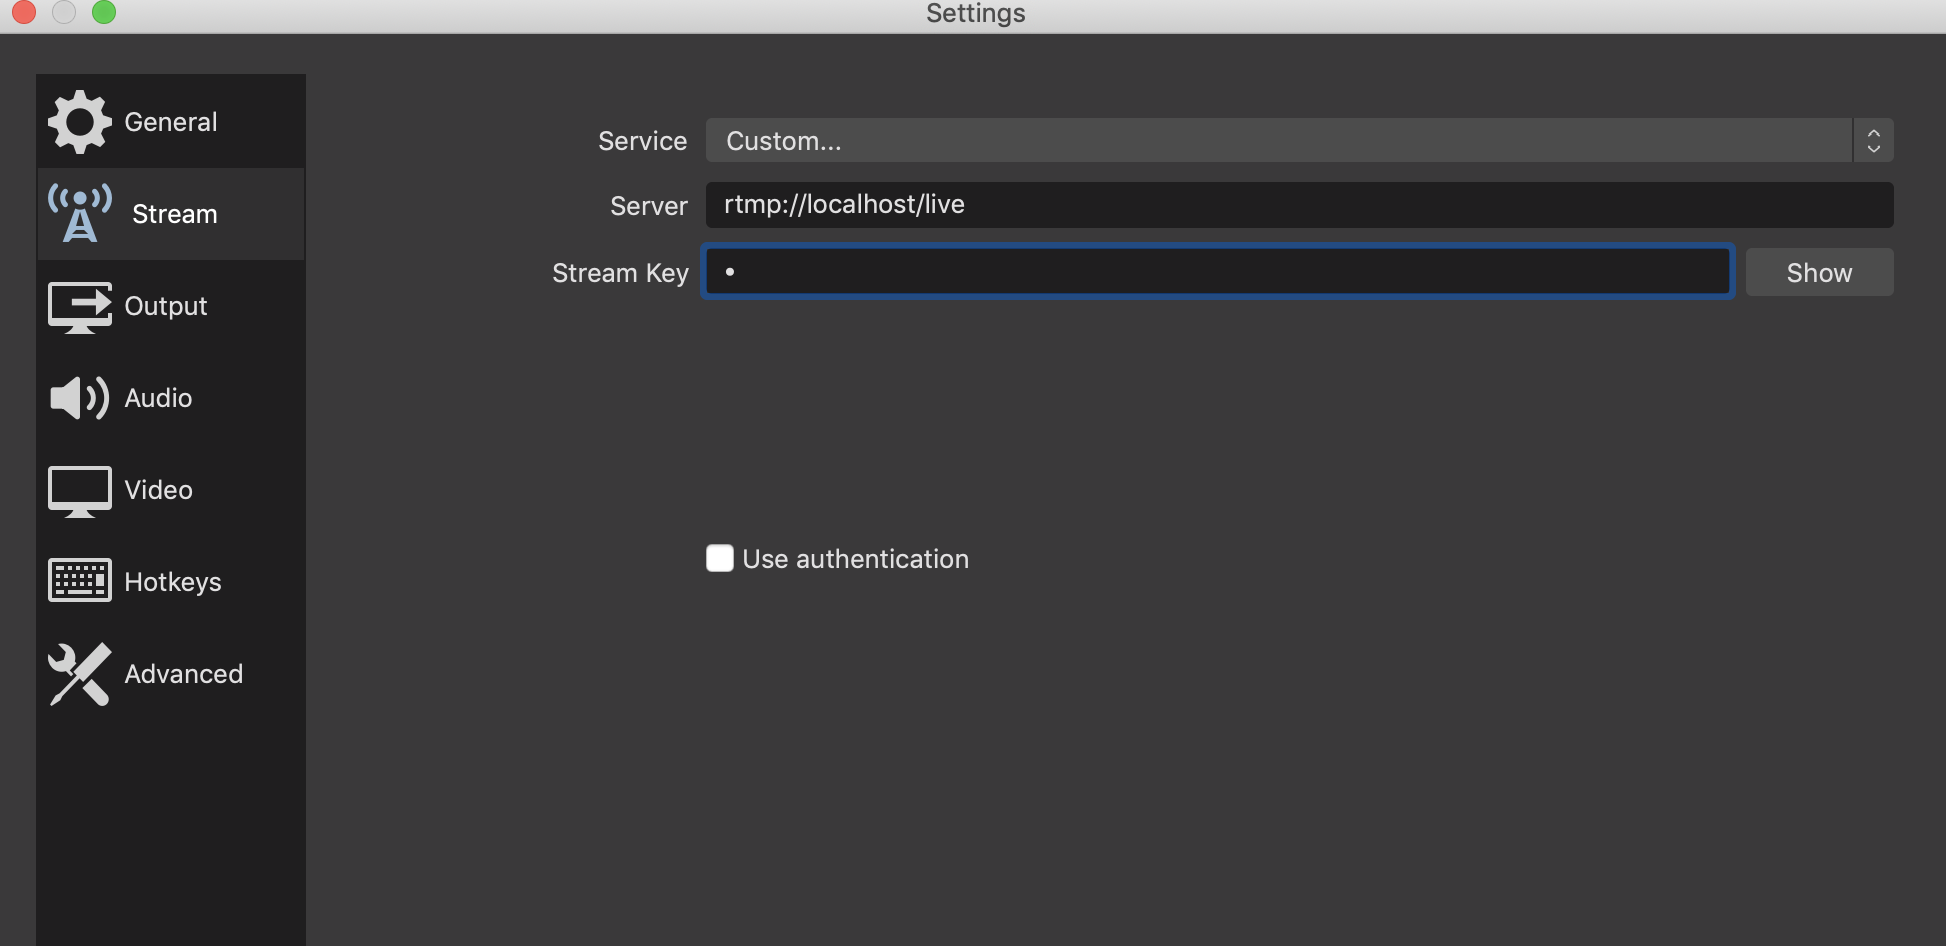 Settings
General
Stream
Output
Audio
Video
Hotkeys
Advanced
Service Custom...
Server rtmp://localhost/live
Stream Key • Show
Use authentication